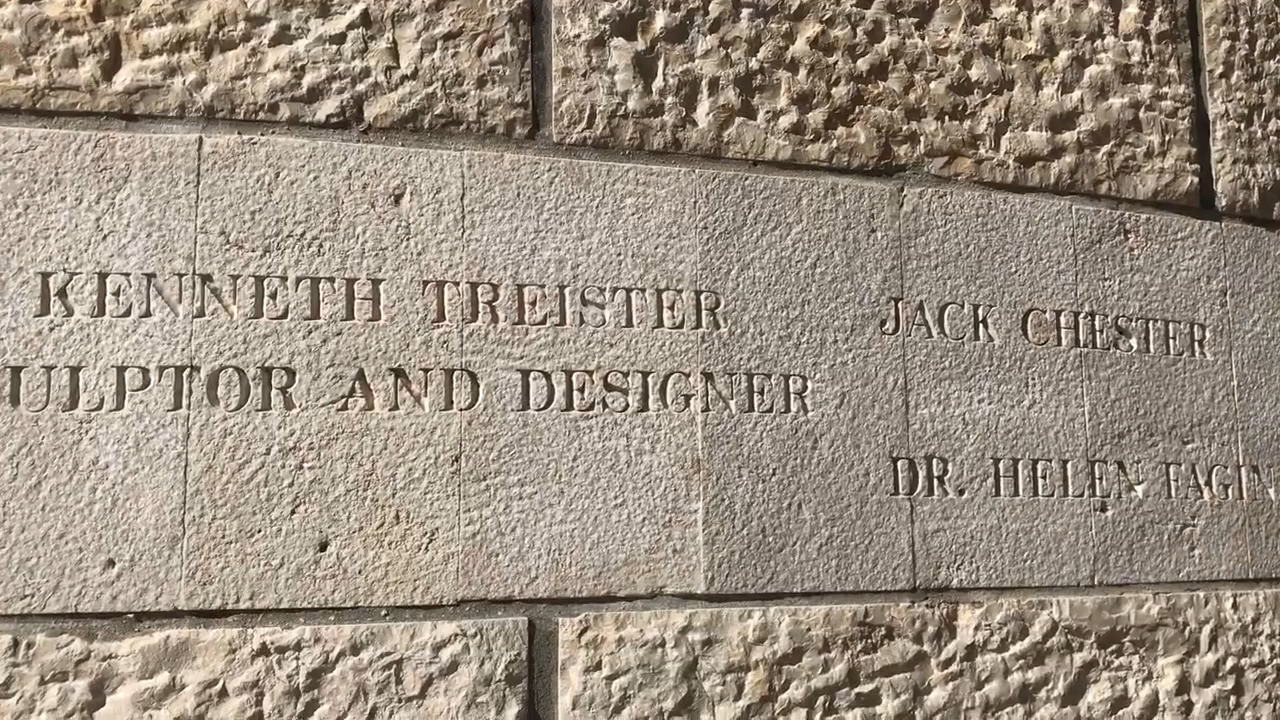 KENNETH TREISTER
ULPTOR AND DESIGNER
JACK CHESTER
DR. HELEN FAGIN